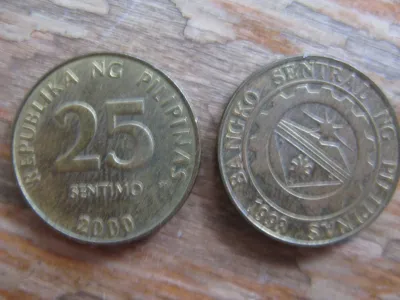 REPUBLIKA NG PILIPINAS
25
SENTIMO
2000
BANGKO SENTRAL NG PILIPINAS
1993